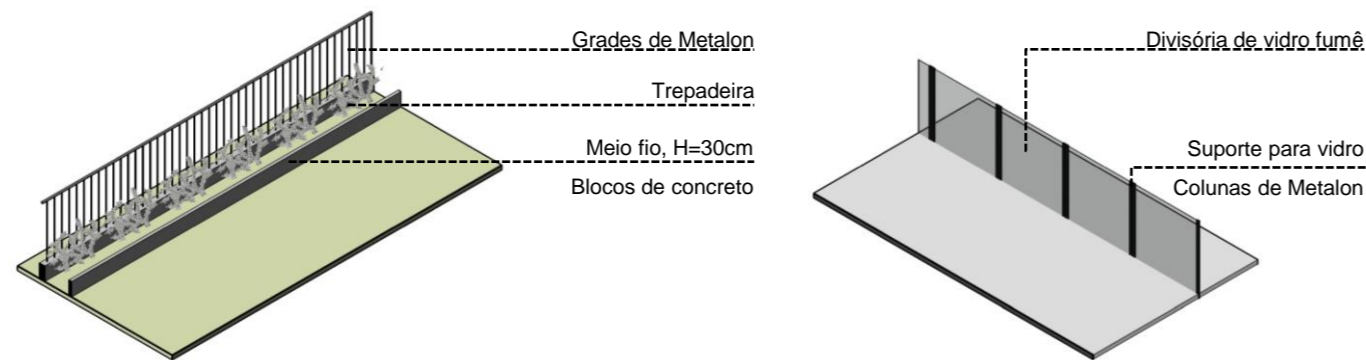 Grades de Metalon
Trepadeira
Meio fio, H=30cm
Blocos de concreto
Divisória de vidro fumê
Suporte para vidro
Colunas de Metalon